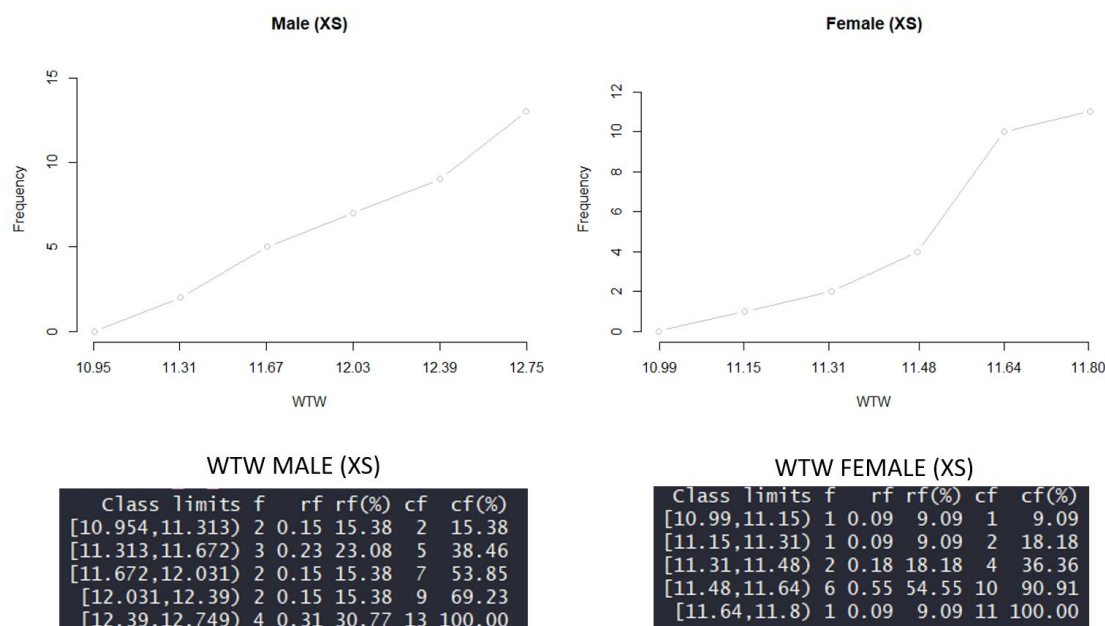 Male (XS)
15
10
5
0
Frequency
10.95 11.31 11.67 12.03 12.39 12.75
WTW
Female (XS)
12
10
8
6
4
2
0
Frequency
10.99 11.15 11.31 11.48 11.64 11.80
WTW
WTW MALE (XS)
Class limits f rf rf(%) cf cf(%)
[10.954,11.313) 2 0.15 15.38 2 15.38
[11.313,11.672) 3 0.23 23.08 5 38.46
[11.672,12.031) 2 0.15 15.38 7 53.85
[12.031,12.39) 2 0.15 15.38 9 69.23
[12.39,12.749) 4 0.31 30.77 13 100.00
WTW FEMALE (XS)
Class limits f rf rf(%) cf cf(%)
[10.99,11.15) 1 0.09 9.09 1 9.09
[11.15,11.31) 1 0.09 9.09 2 18.18
[11.31,11.48) 2 0.18 18.18 4 36.36
[11.48,11.64) 6 0.55 54.55 10 90.91
[11.64,11.8) 1 0.09 9.09 11 100.00